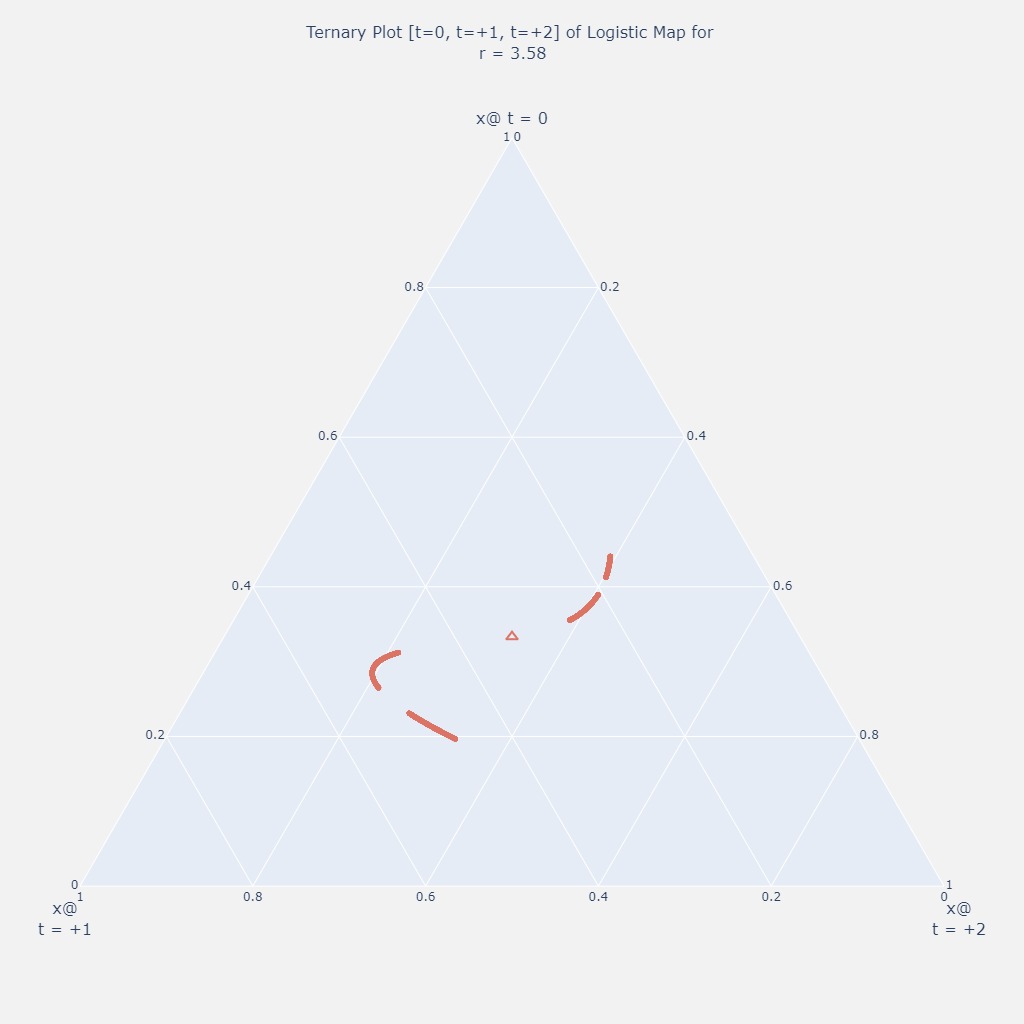 Ternary Plot [t=0, t=+1, t=+2] of Logistic Map for
r = 3.58
x@ t = 0
1 0
0.8 0.2
0.6 0.4
0.4 0.6
0.2 0.8
0 1
1 0.8 0.6 0.4 0.2 0
x@ x@
t = +1 t = +2